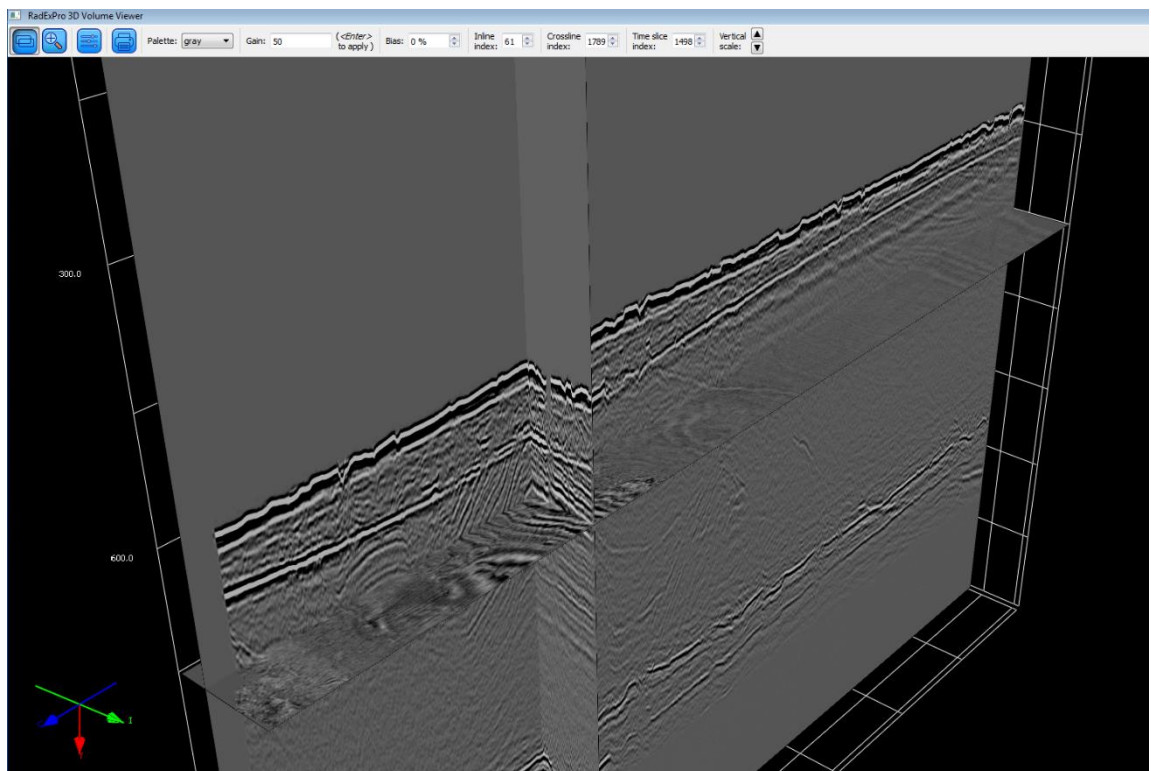 RadExPro 3D Volume Viewer
Palette: gray Gain: 50 (<Enter> to apply ) Bias: 0 % Inline index: 61 Crossline index: 1789 Time slice index: 1498 Vertical scale:
300.0
600.0